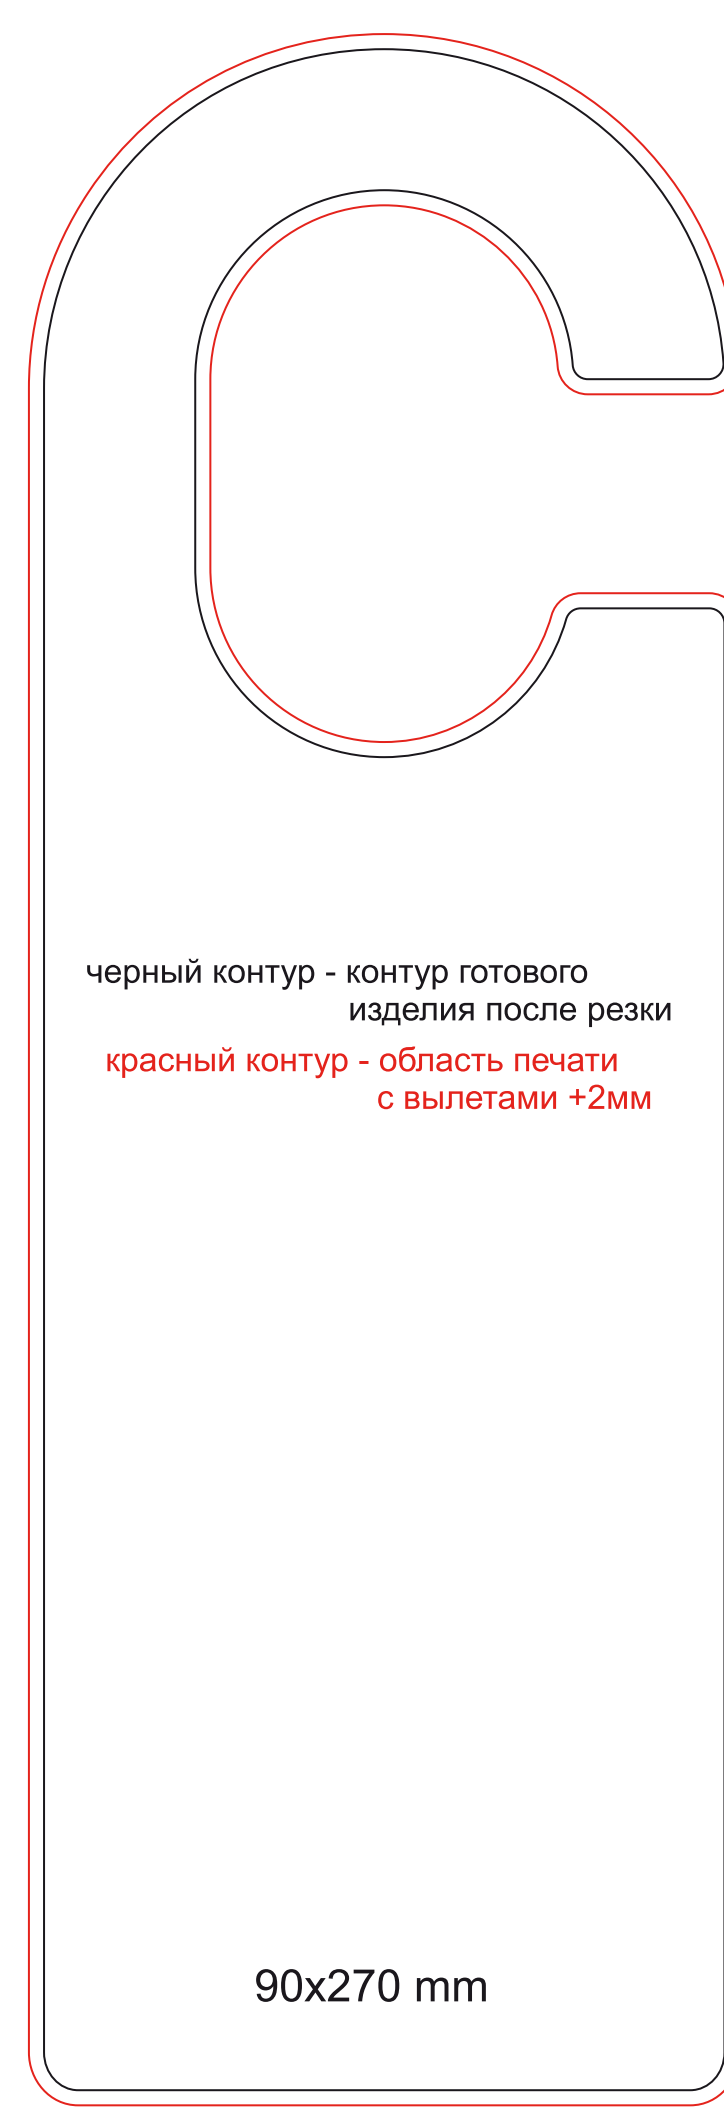 черный контур - контур готового
изделия после резки
красный контур - область печати
с вылетами +2мм
90x270 mm